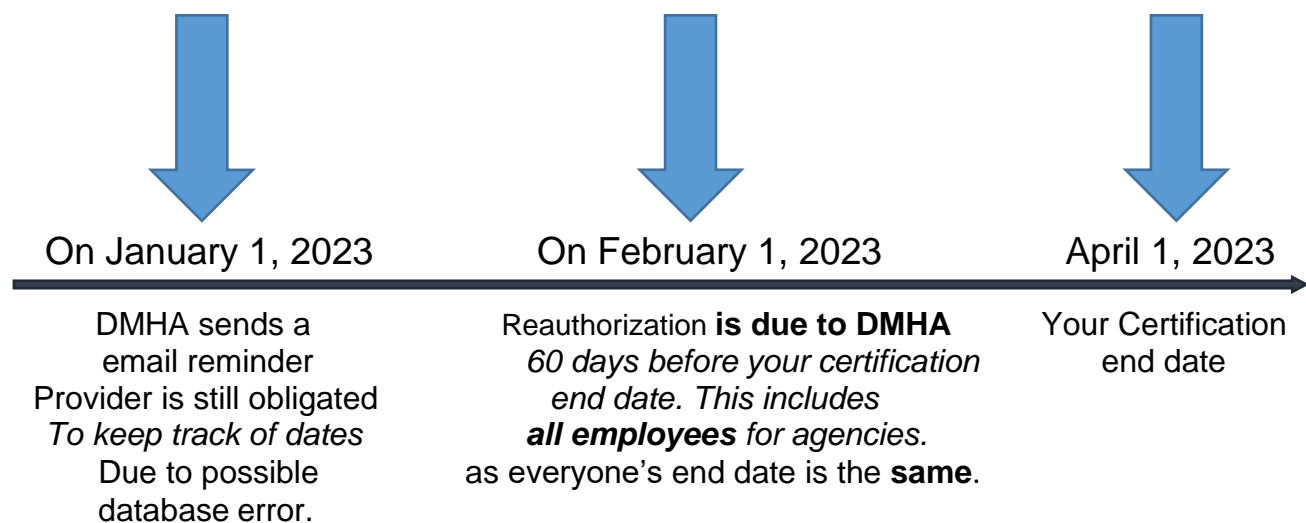 On January 1, 2023
DMHA sends a
email reminder
Provider is still obligated
To keep track of dates
Due to possible
database error.
On February 1, 2023
Reauthorization is due to DMHA
60 days before your certification
end date. This includes
all employees for agencies.
as everyone’s end date is the same.
April 1, 2023
Your Certification
end date